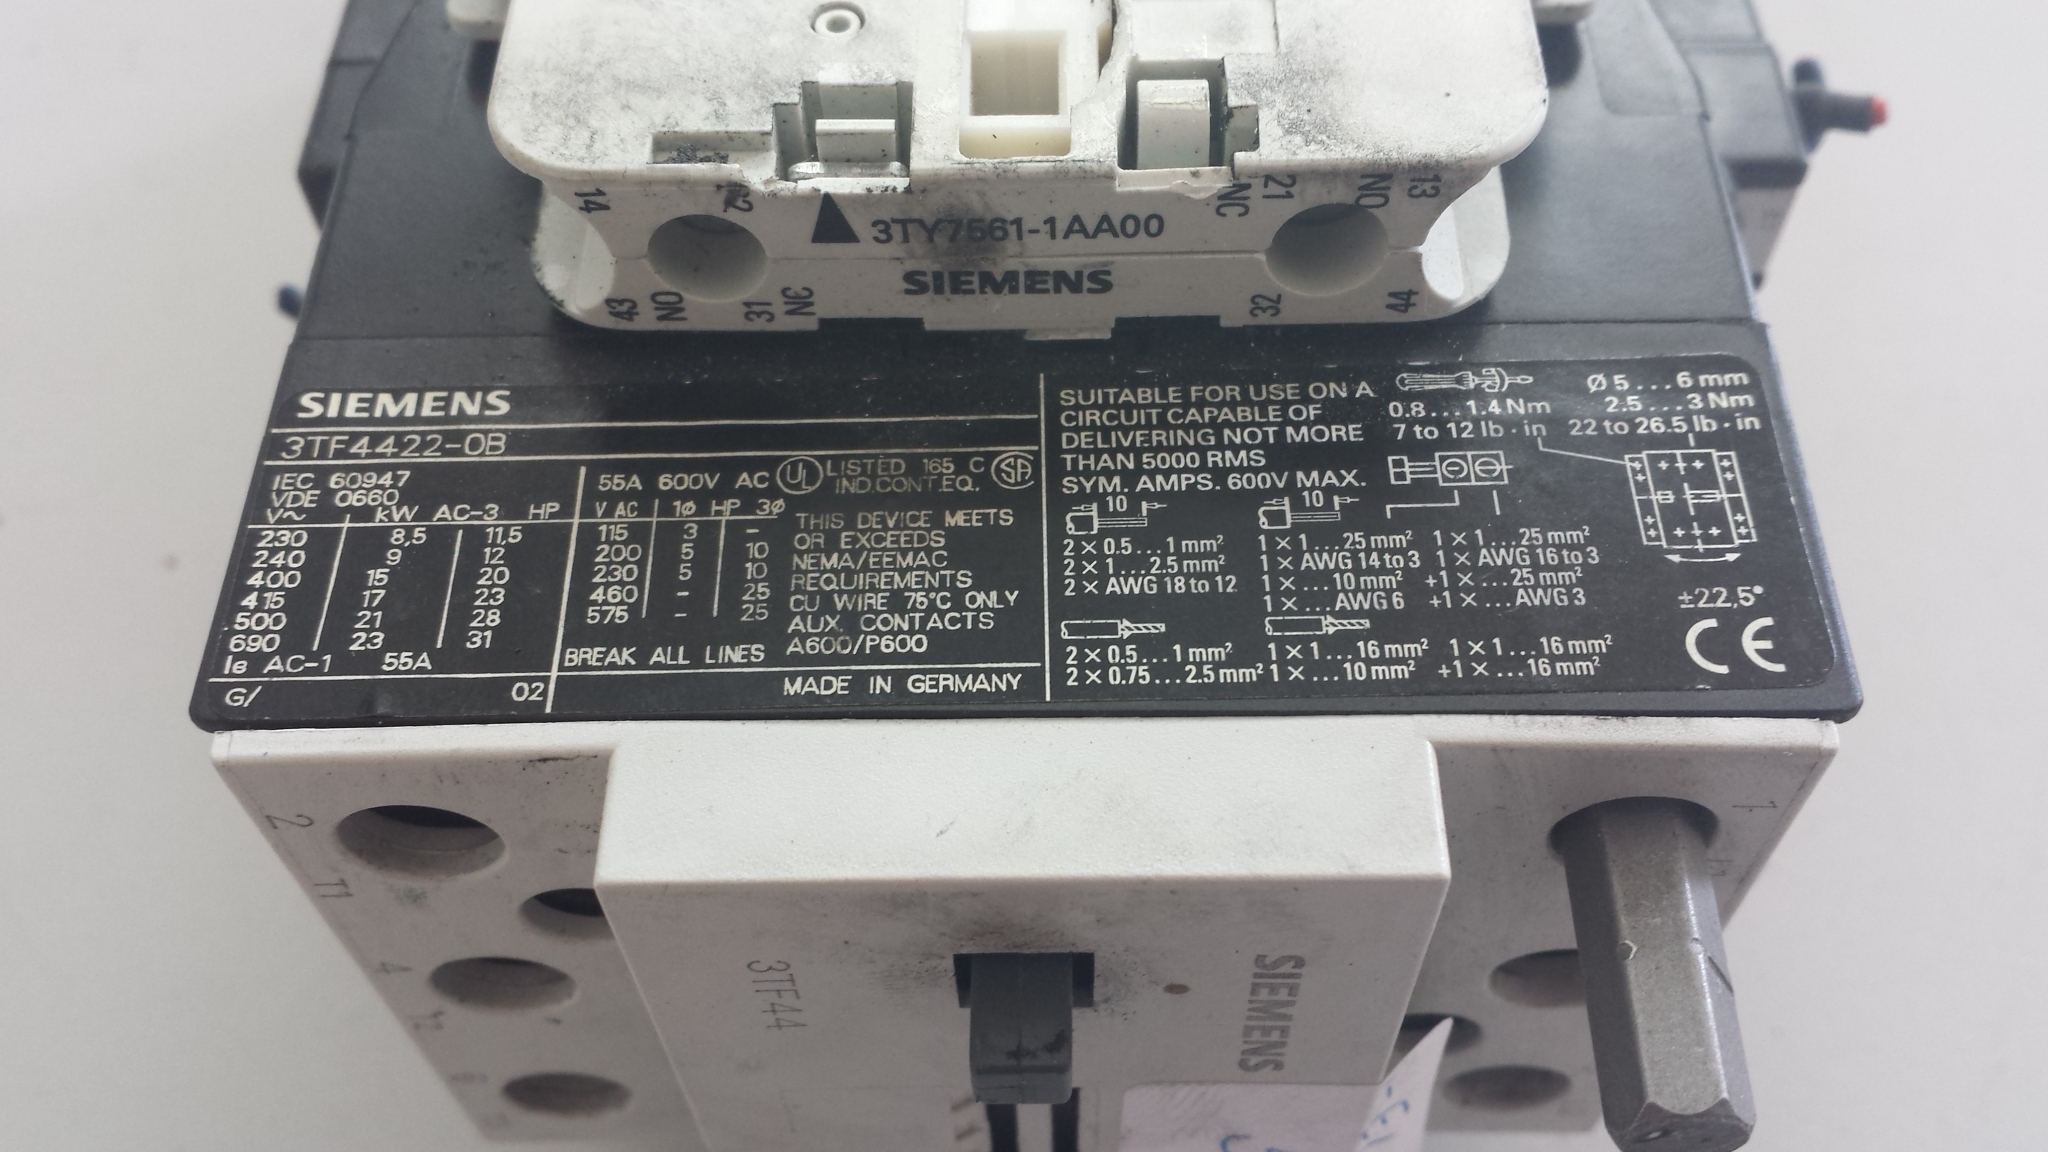 14
NC
21
NO
13
3TY7561-1AA00
SIEMENS
43
NO
31
NC
32
44
SIEMENS
3TF4422-0B
IEC 60947
VDE 0660
V~ kW AC-3 HP
230 8,5 11,5
240 9 12
400 15 20
415 17 23
500 21 28
690 23 31
Ie AC-1 55A
G/ 02
55A 600V AC UL LISTED 165 C SA
IND.CONT.EQ.
V AC 1ø HP 3ø
115 3 -
200 5 10
230 5 10
460 - 25
575 - 25
BREAK ALL LINES
THIS DEVICE MEETS
OR EXCEEDS
NEMA/EEMAC
REQUIREMENTS
CU WIRE 75°C ONLY
AUX. CONTACTS
A600/P600
MADE IN GERMANY
SUITABLE FOR USE ON A
CIRCUIT CAPABLE OF
DELIVERING NOT MORE
THAN 5000 RMS
SYM. AMPS. 600V MAX.
0.8...1.4 Nm
7 to 12 lb·in
Ø 5...6 mm
2.5...3 Nm
22 to 26.5 lb·in
10
2 × 0.5...1 mm²
2 × 1...2.5 mm²
2 × AWG 18 to 12
10
1 × 1...25 mm² 1 × 1...25 mm²
1 × AWG 14 to 3 1 × AWG 16 to 3
1 × ...10 mm² +1 × ...25 mm²
1 × ...AWG 6 +1 × ...AWG 3
2 × 0.5...1 mm²
2 × 0.75...2.5 mm²
1 × 1...16 mm² 1 × 1...16 mm²
1 × ...10 mm² +1 × ...16 mm²
±22,5°
CE
2
T1
4
1
3TF44
SIEMENS